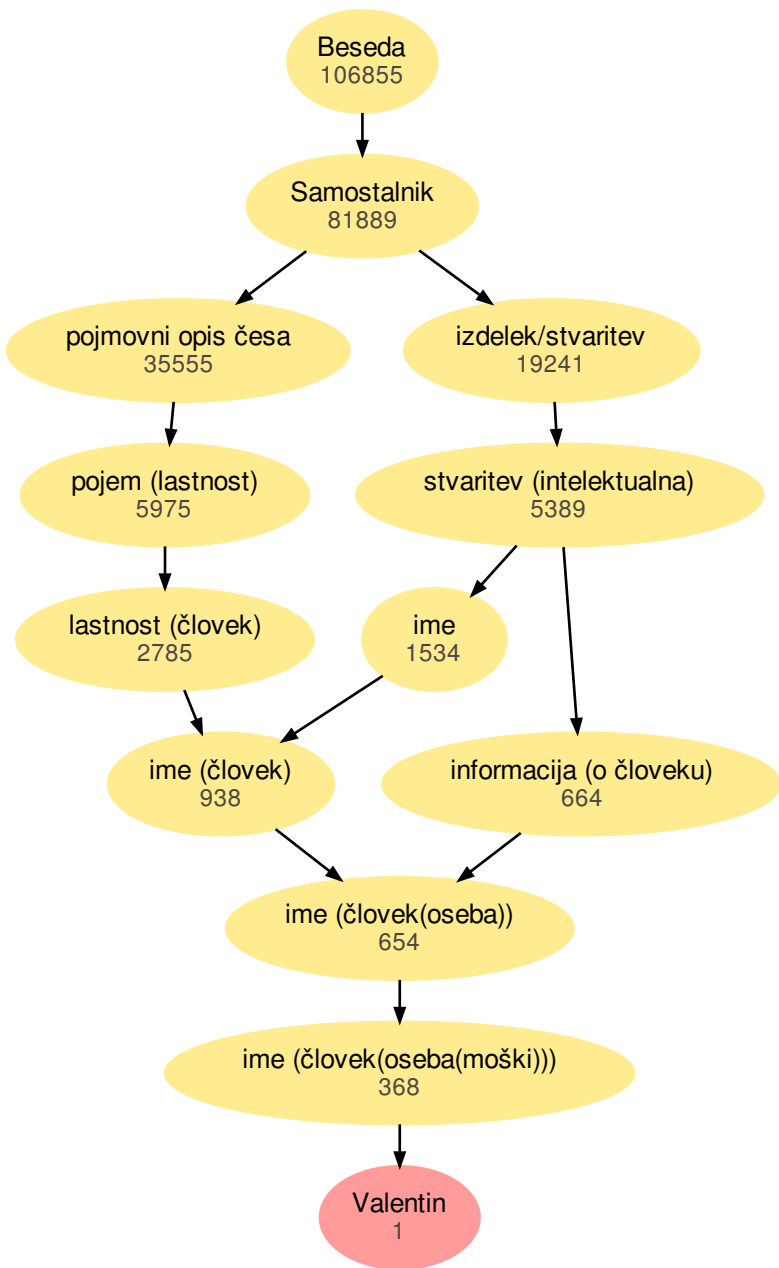 Beseda
106855
Samostalnik
81889
pojmovni opis česa
35555
izdelek/stvaritev
19241
pojem (lastnost)
5975
stvaritev (intelektualna)
5389
lastnost (človek)
2785
ime
1534
ime (človek)
938
informacija (o človeku)
664
ime (človek(oseba))
654
ime (človek(oseba(moški)))
368
Valentin
1